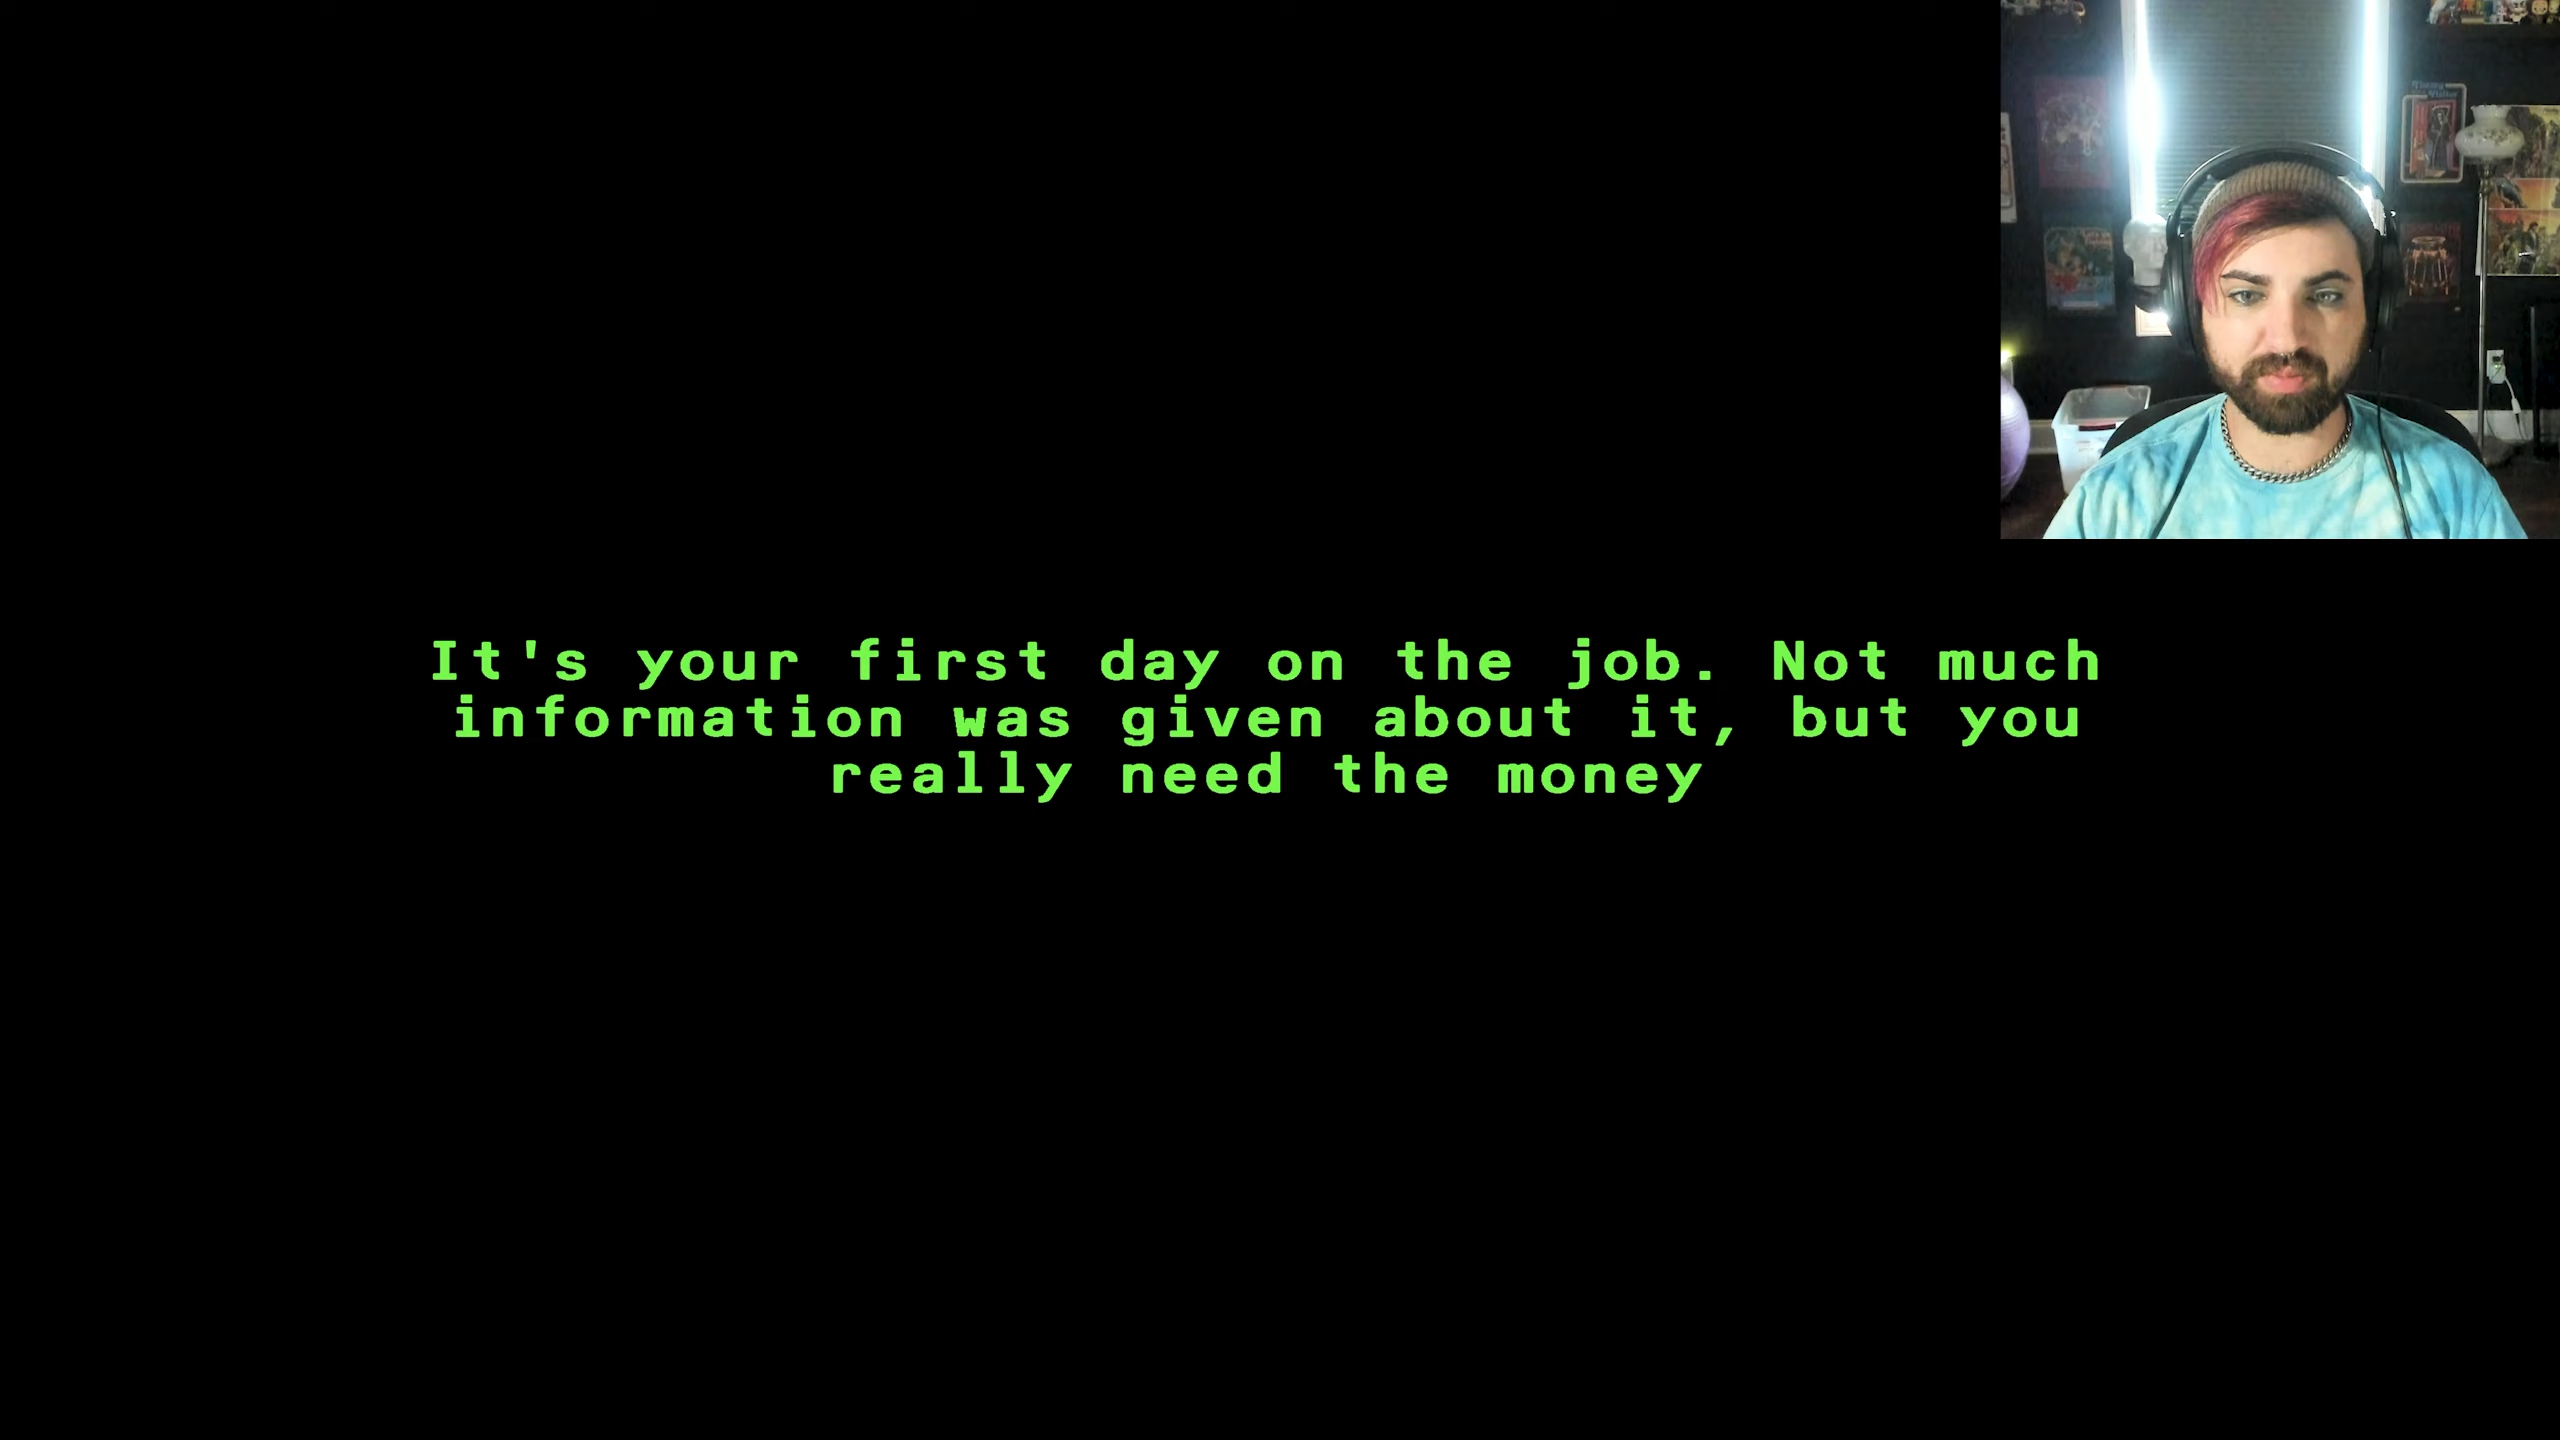 It's your first day on the job. Not much
information was given about it, but you
really need the money